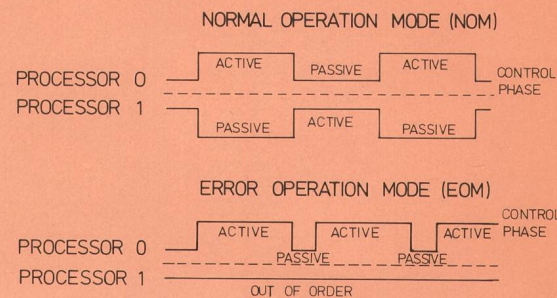 NORMAL OPERATION MODE (NOM)
ACTIVE PASSIVE ACTIVE
PROCESSOR 0 CONTROL
PHASE
PROCESSOR 1
PASSIVE ACTIVE PASSIVE
ERROR OPERATION MODE (EOM)
CONTROL
ACTIVE ACTIVE ACTIVE PHASE
PROCESSOR 0
PASSIVE PASSIVE
PROCESSOR 1
OUT OF ORDER